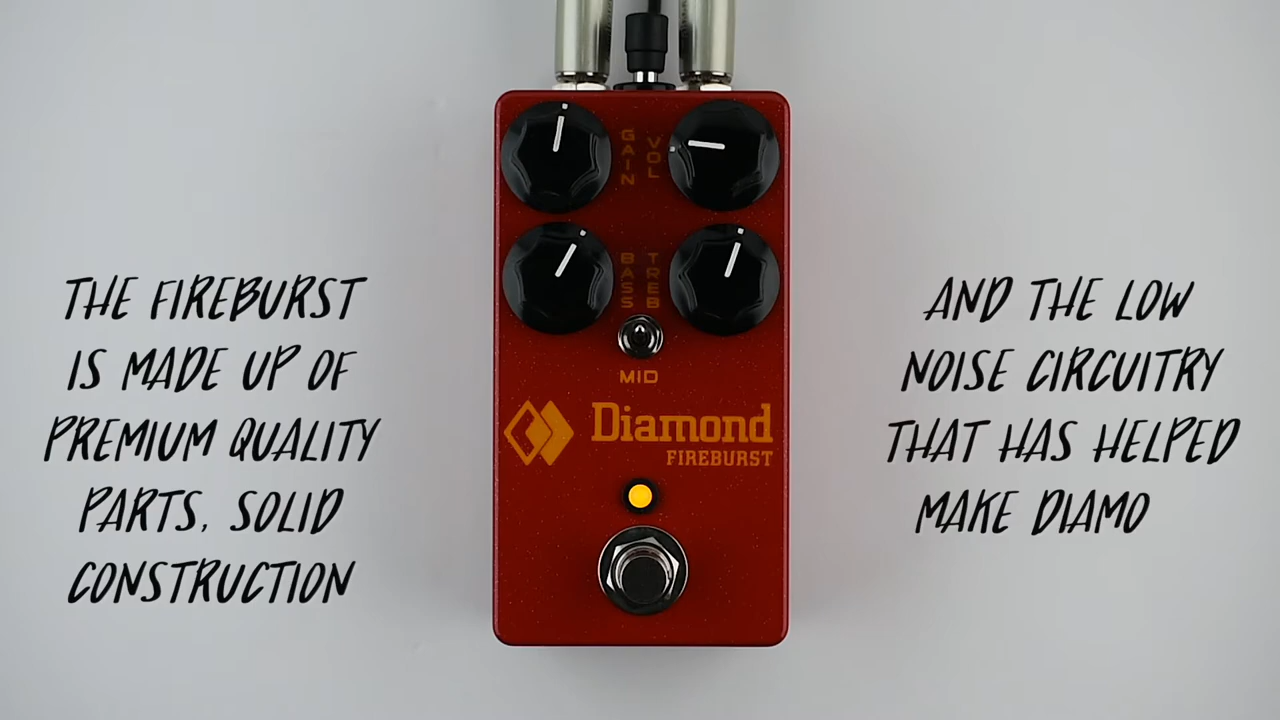 THE FIREBURST
IS MADE UP OF
PREMIUM QUALITY
PARTS, SOLID
CONSTRUCTION
GAIN
VOL
BASS
TREB
MID
Diamond
FIREBURST
AND THE LOW
NOISE CIRCUITRY
THAT HAS HELPED
MAKE DIAMO